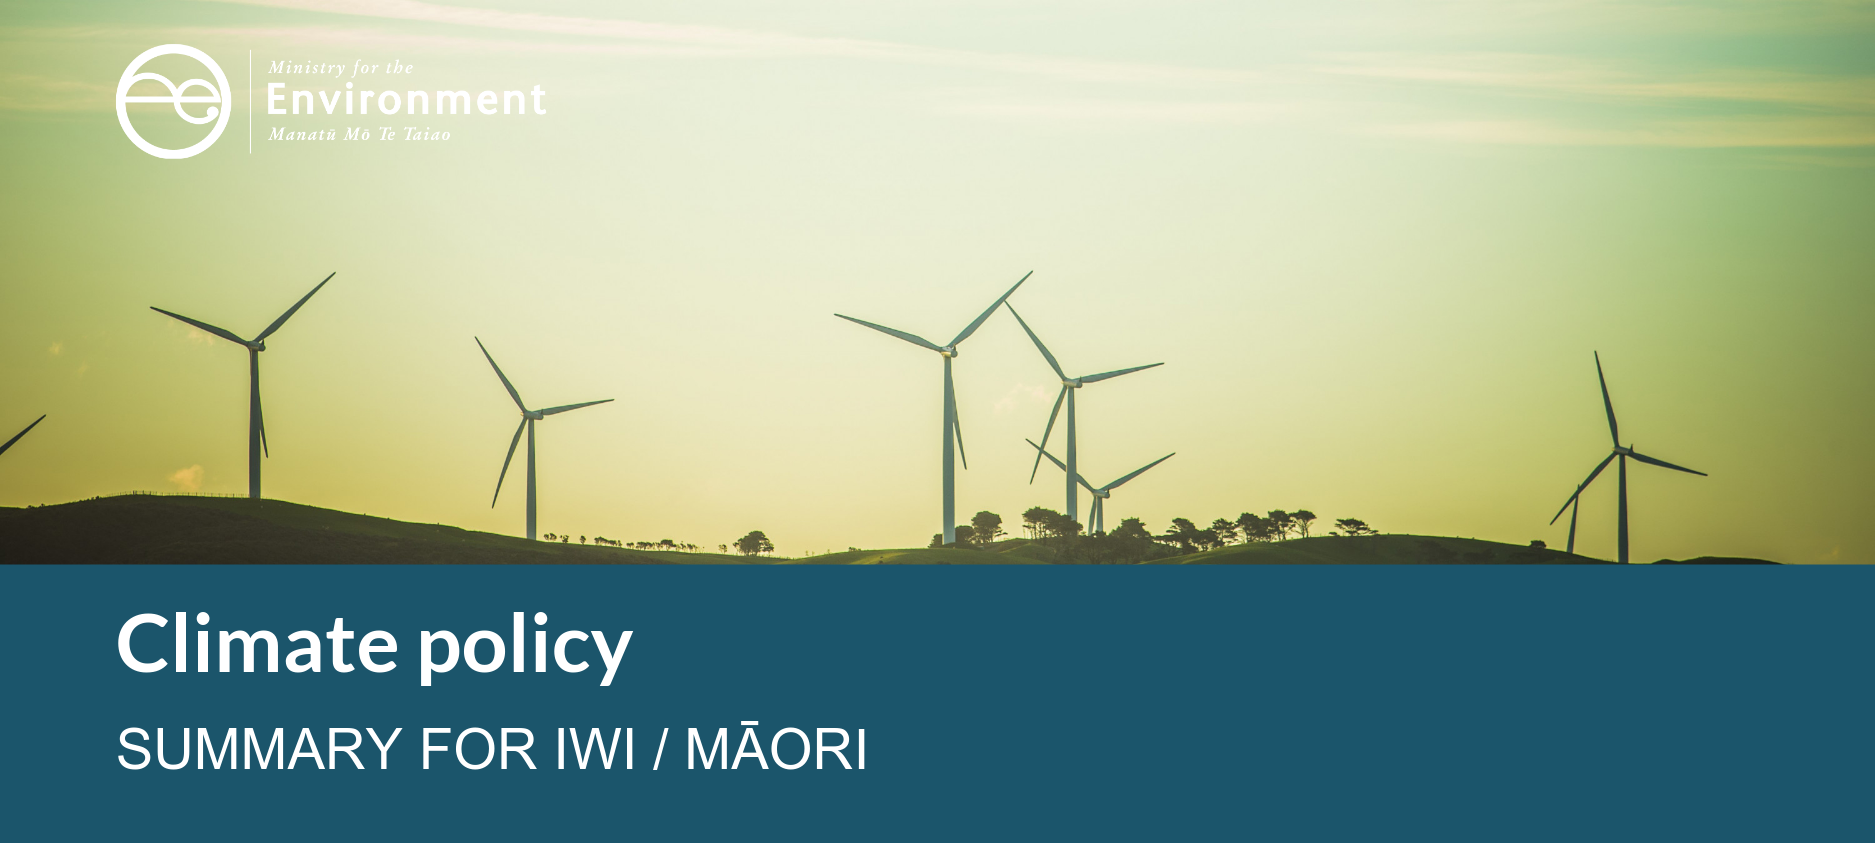 Ministry for the
Environment
Manatū Mō Te Taiao
Climate policy
SUMMARY FOR IWI / MĀORI